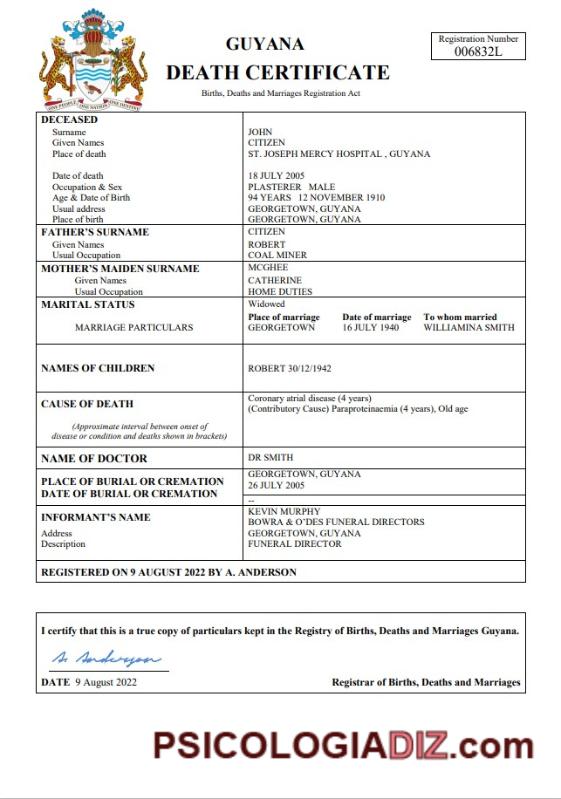 GUYANA
DEATH CERTIFICATE
Births, Deaths and Marriages Registration Act
Registration Number
006832L
ONE PEOPLE ONE NATION ONE DESTINY
DECEASED
Surname JOHN
Given Names CITIZEN
Place of death ST. JOSEPH MERCY HOSPITAL , GUYANA
Date of death 18 JULY 2005
Occupation & Sex PLASTERER MALE
Age & Date of Birth 94 YEARS 12 NOVEMBER 1910
Usual address GEORGETOWN, GUYANA
Place of birth GEORGETOWN, GUYANA
FATHER'S SURNAME CITIZEN
Given Names ROBERT
Usual Occupation COAL MINER
MOTHER'S MAIDEN SURNAME MCGHEE
Given Names CATHERINE
Usual Occupation HOME DUTIES
MARITAL STATUS Widowed
Place of marriage Date of marriage To whom married
MARRIAGE PARTICULARS GEORGETOWN 16 JULY 1940 WILLIAMINA SMITH
NAMES OF CHILDREN ROBERT 30/12/1942
CAUSE OF DEATH Coronary atrial disease (4 years)
(Contributory Cause) Paraproteinaemia (4 years), Old age
(Approximate interval between onset of
disease or condition and deaths shown in brackets)
NAME OF DOCTOR DR SMITH
PLACE OF BURIAL OR CREMATION GEORGETOWN, GUYANA
DATE OF BURIAL OR CREMATION 26 JULY 2005
--
INFORMANT'S NAME KEVIN MURPHY
BOWRA & O'DES FUNERAL DIRECTORS
Address GEORGETOWN, GUYANA
Description FUNERAL DIRECTOR
REGISTERED ON 9 AUGUST 2022 BY A. ANDERSON
I certify that this is a true copy of particulars kept in the Registry of Births, Deaths and Marriages Guyana.
A. Anderson
DATE 9 August 2022 Registrar of Births, Deaths and Marriages
PSICOLOGIADIZ.com